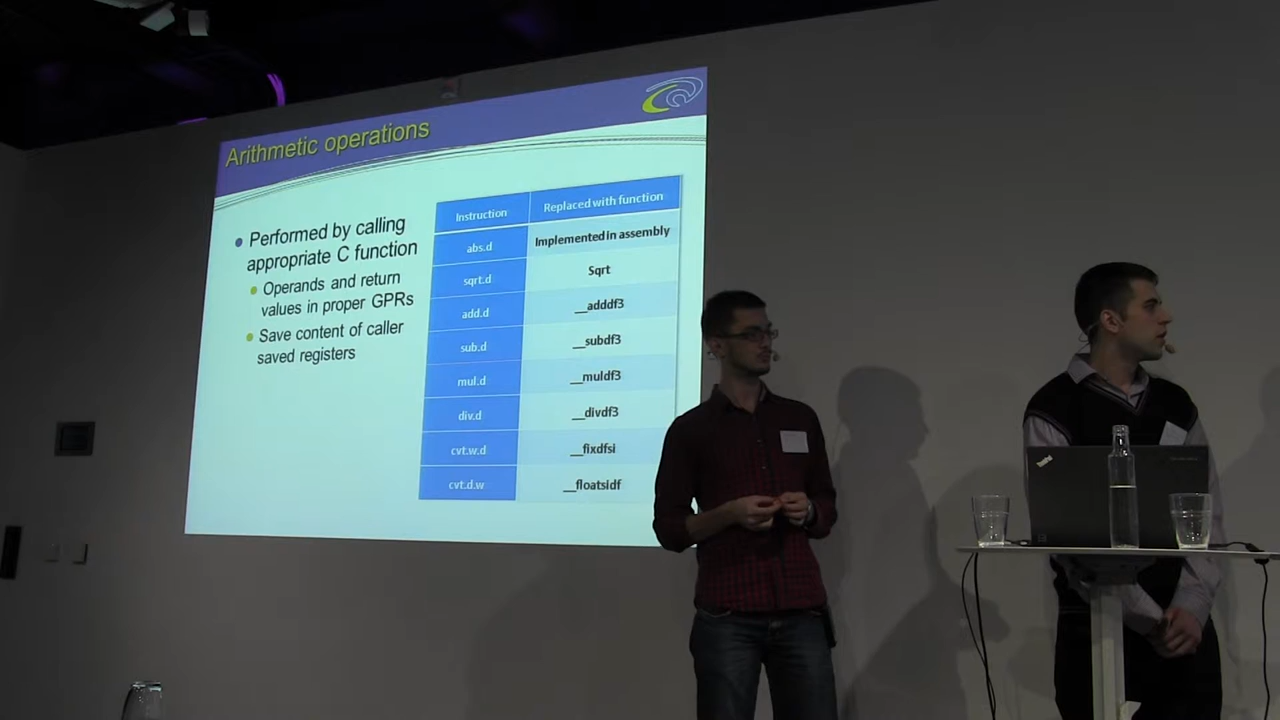 Arithmetic operations
Performed by calling
appropriate C function
Operands and return
values in proper GPRs
Save content of caller
saved registers
Instruction Replaced with function
abs.d Implemented in assembly
sqrt.d Sqrt
add.d __adddf3
sub.d __subdf3
mul.d __muldf3
div.d __divdf3
cvt.w.d __fixdfsi
cvt.d.w __floatsidf
ThinkPad